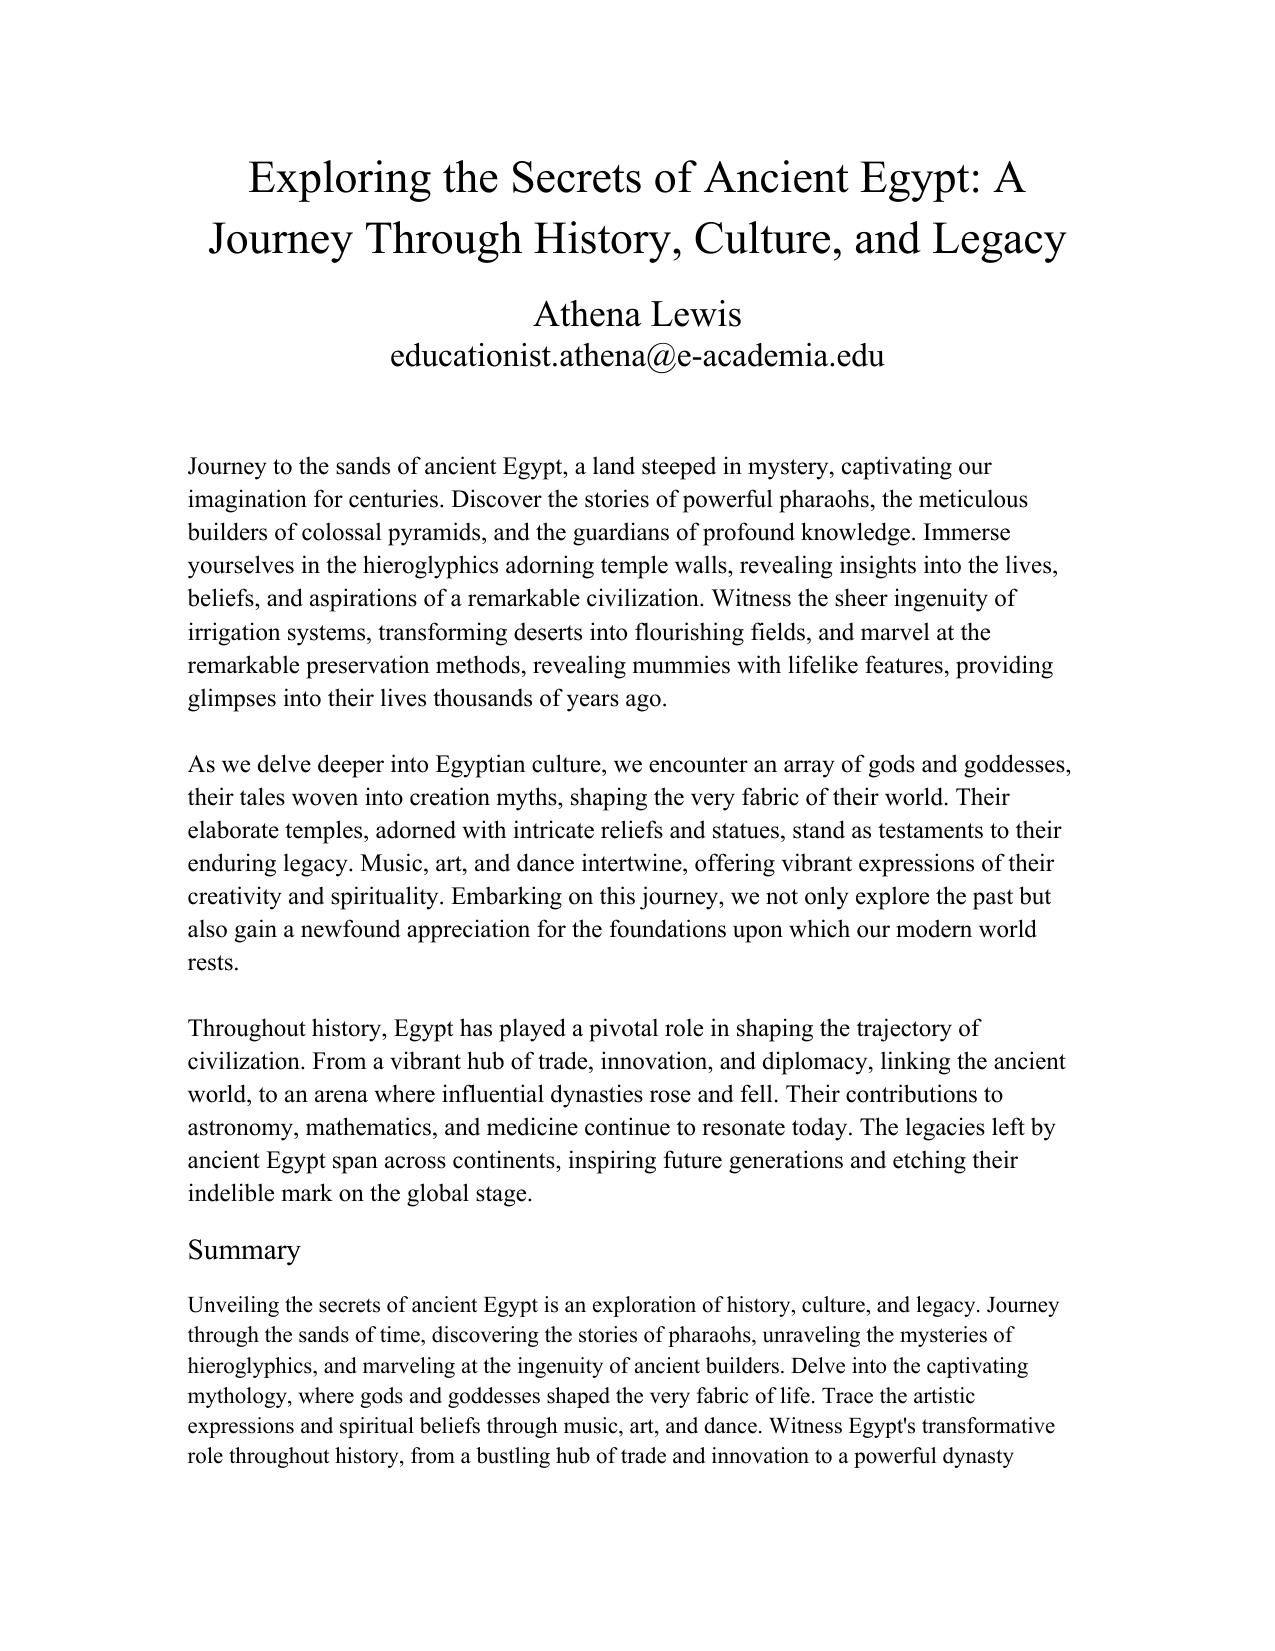 Exploring the Secrets of Ancient Egypt: A
Journey Through History, Culture, and Legacy
Athena Lewis
educationist.athena@e-academia.edu
Journey to the sands of ancient Egypt, a land steeped in mystery, captivating our
imagination for centuries. Discover the stories of powerful pharaohs, the meticulous
builders of colossal pyramids, and the guardians of profound knowledge. Immerse
yourselves in the hieroglyphics adorning temple walls, revealing insights into the lives,
beliefs, and aspirations of a remarkable civilization. Witness the sheer ingenuity of
irrigation systems, transforming deserts into flourishing fields, and marvel at the
remarkable preservation methods, revealing mummies with lifelike features, providing
glimpses into their lives thousands of years ago.
As we delve deeper into Egyptian culture, we encounter an array of gods and goddesses,
their tales woven into creation myths, shaping the very fabric of their world. Their
elaborate temples, adorned with intricate reliefs and statues, stand as testaments to their
enduring legacy. Music, art, and dance intertwine, offering vibrant expressions of their
creativity and spirituality. Embarking on this journey, we not only explore the past but
also gain a newfound appreciation for the foundations upon which our modern world
rests.
Throughout history, Egypt has played a pivotal role in shaping the trajectory of
civilization. From a vibrant hub of trade, innovation, and diplomacy, linking the ancient
world, to an arena where influential dynasties rose and fell. Their contributions to
astronomy, mathematics, and medicine continue to resonate today. The legacies left by
ancient Egypt span across continents, inspiring future generations and etching their
indelible mark on the global stage.
Summary
Unveiling the secrets of ancient Egypt is an exploration of history, culture, and legacy. Journey
through the sands of time, discovering the stories of pharaohs, unraveling the mysteries of
hieroglyphics, and marveling at the ingenuity of ancient builders. Delve into the captivating
mythology, where gods and goddesses shaped the very fabric of life. Trace the artistic
expressions and spiritual beliefs through music, art, and dance. Witness Egypt's transformative
role throughout history, from a bustling hub of trade and innovation to a powerful dynasty